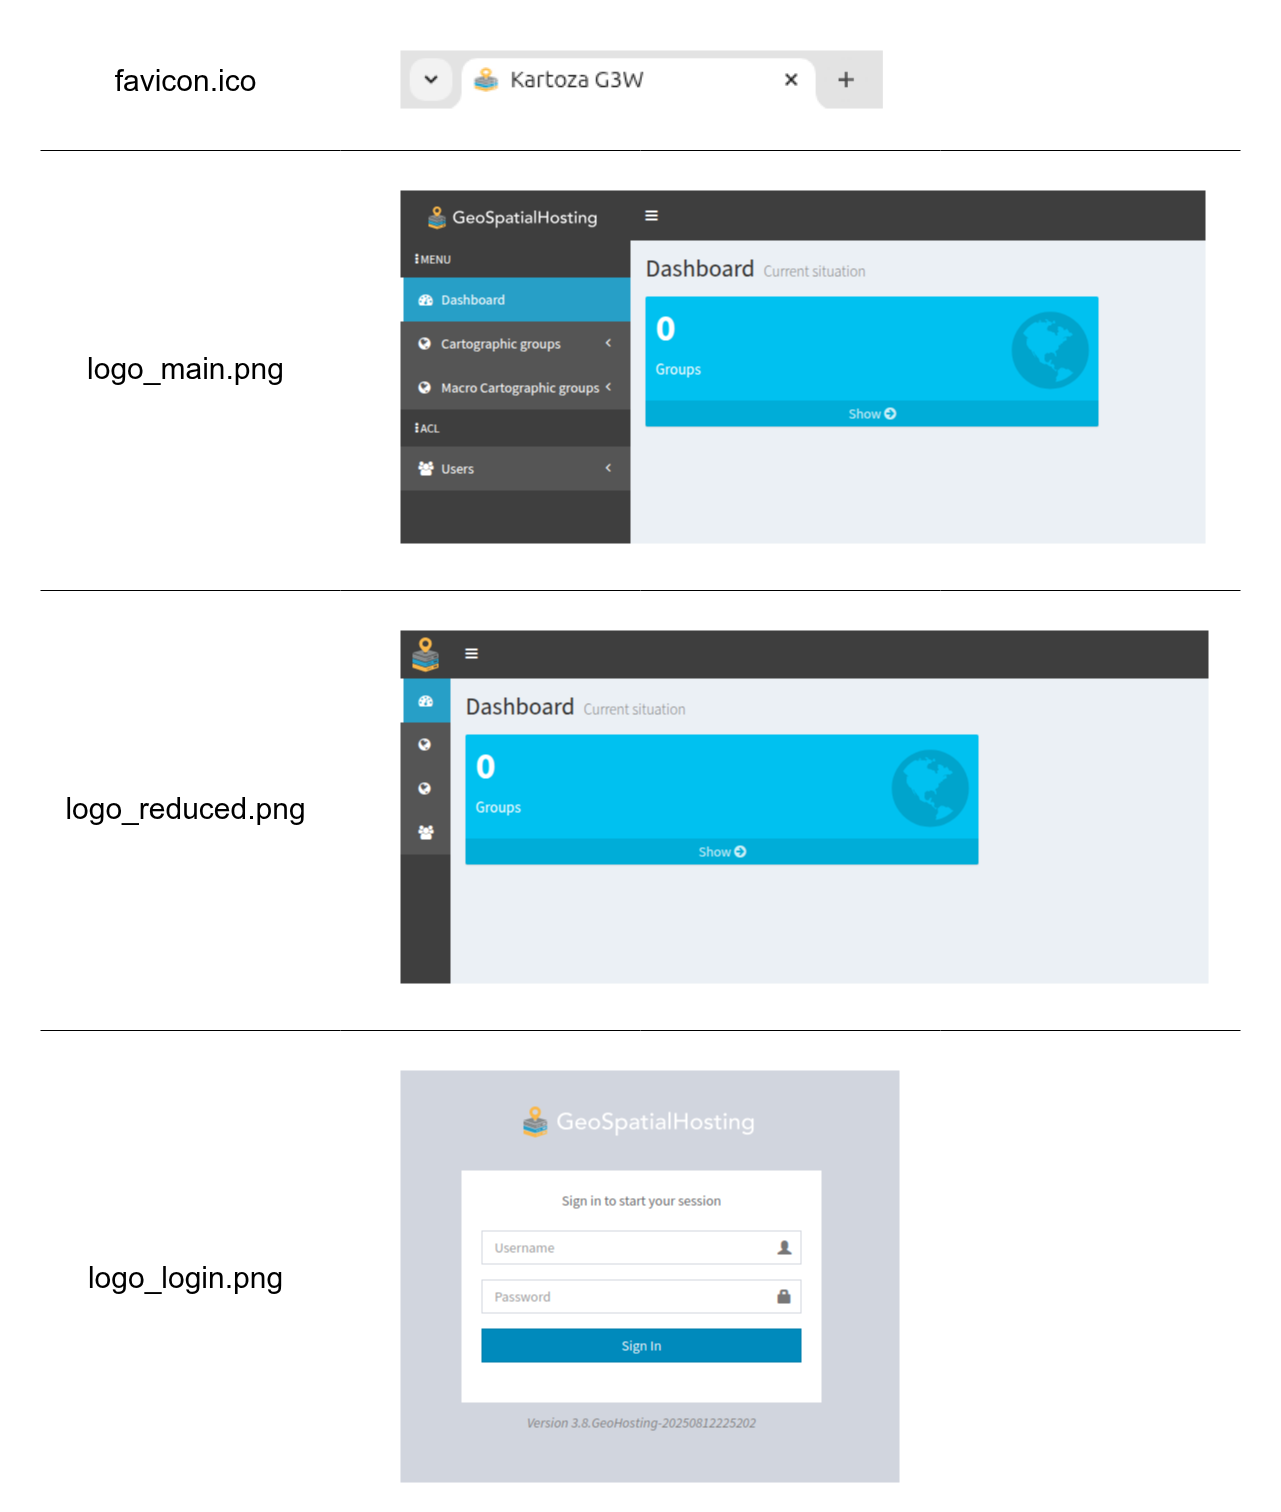 favicon.ico
Kartoza G3W
logo_main.png
GeoSpatialHosting
MENU
Dashboard
Cartographic groups
Macro Cartographic groups
ACL
Users
Dashboard Current situation
0
Groups
Show
logo_reduced.png
Dashboard Current situation
0
Groups
Show
logo_login.png
GeoSpatialHosting
Sign in to start your session
Username
Password
Sign In
Version 3.8.GeoHosting-20250812225202